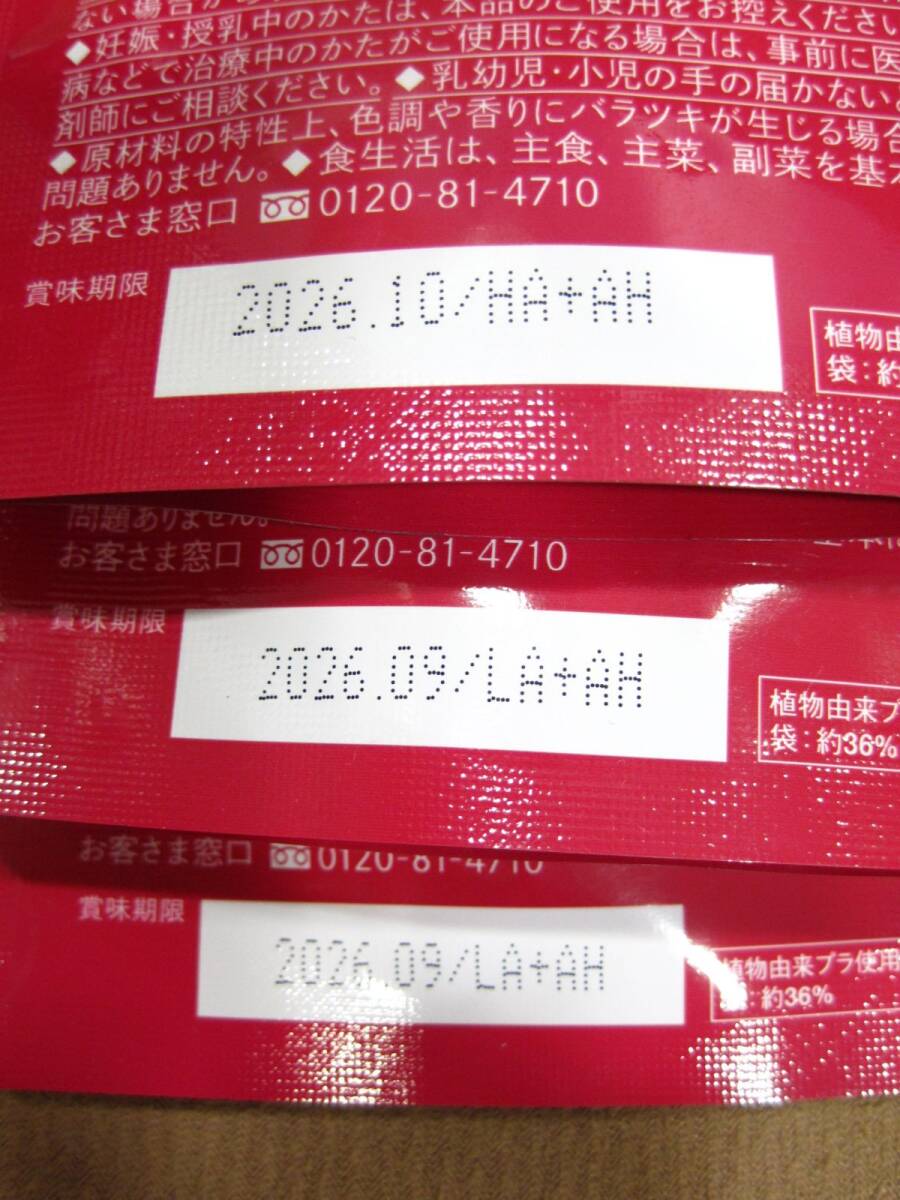 ない場合が
本品のご使用をお控えください
◆妊娠・授乳中のかたは、
病などで治療中のかたがご使用になる場合は、事前に医
剤師にご相談ください。◆乳幼児・小児の手の届かない
◆原材料の特性上、色調や香りにバラツキが生じる場合
問題ありません。◆食生活は、主食、主菜、副菜を基本
お客さま窓口 0120-81-4710
賞味期限 2026.10/HA+AH
植物由
袋:約
問題ありません。
お客さま窓口 0120-81-4710
賞味期限 2026.09/LA+AH
植物由来プラ
袋:約36%
お客さま窓口 0120-81-4710
賞味期限 2026.09/LA+AH
植物由来プラ使用
袋:約36%